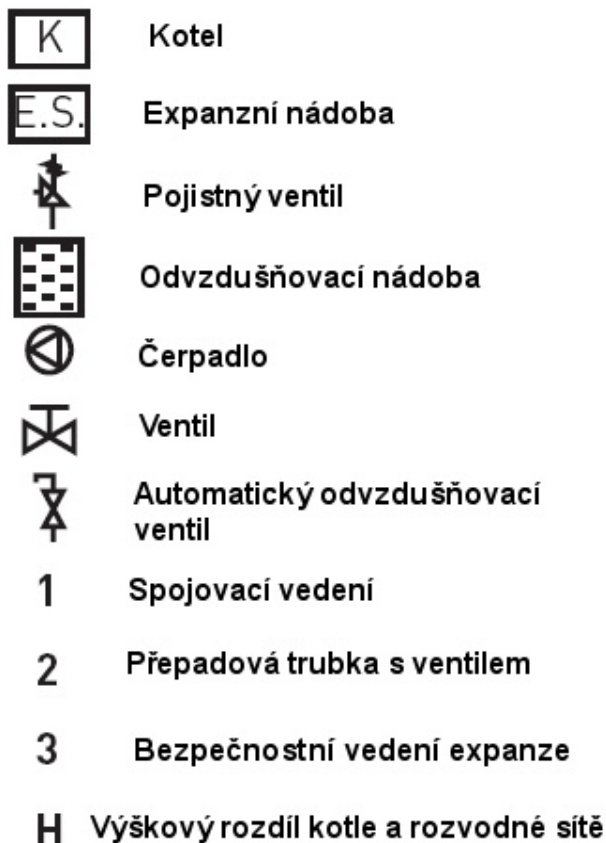 K Kotel
E.S. Expanzní nádoba
Pojistný ventil
Odvzdušňovací nádoba
Čerpadlo
Ventil
Automatický odvzdušňovací
ventil
1 Spojovací vedení
2 Přepadová trubka s ventilem
3 Bezpečnostní vedení expanze
H Výškový rozdíl kotle a rozvodné sítě